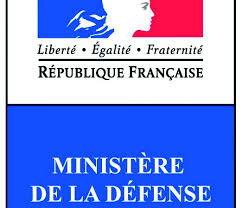 Liberté • Égalité • Fraternité
RÉPUBLIQUE FRANÇAISE
MINISTÈRE
DE LA DÉFENSE